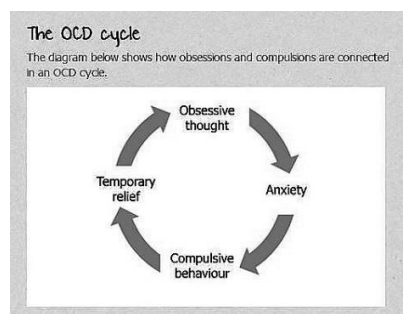 The OCD cycle
The diagram below shows how obsessions and compulsions are connected
in an OCD cycle.
Obsessive
thought
Anxiety
Compulsive
behaviour
Temporary
relief